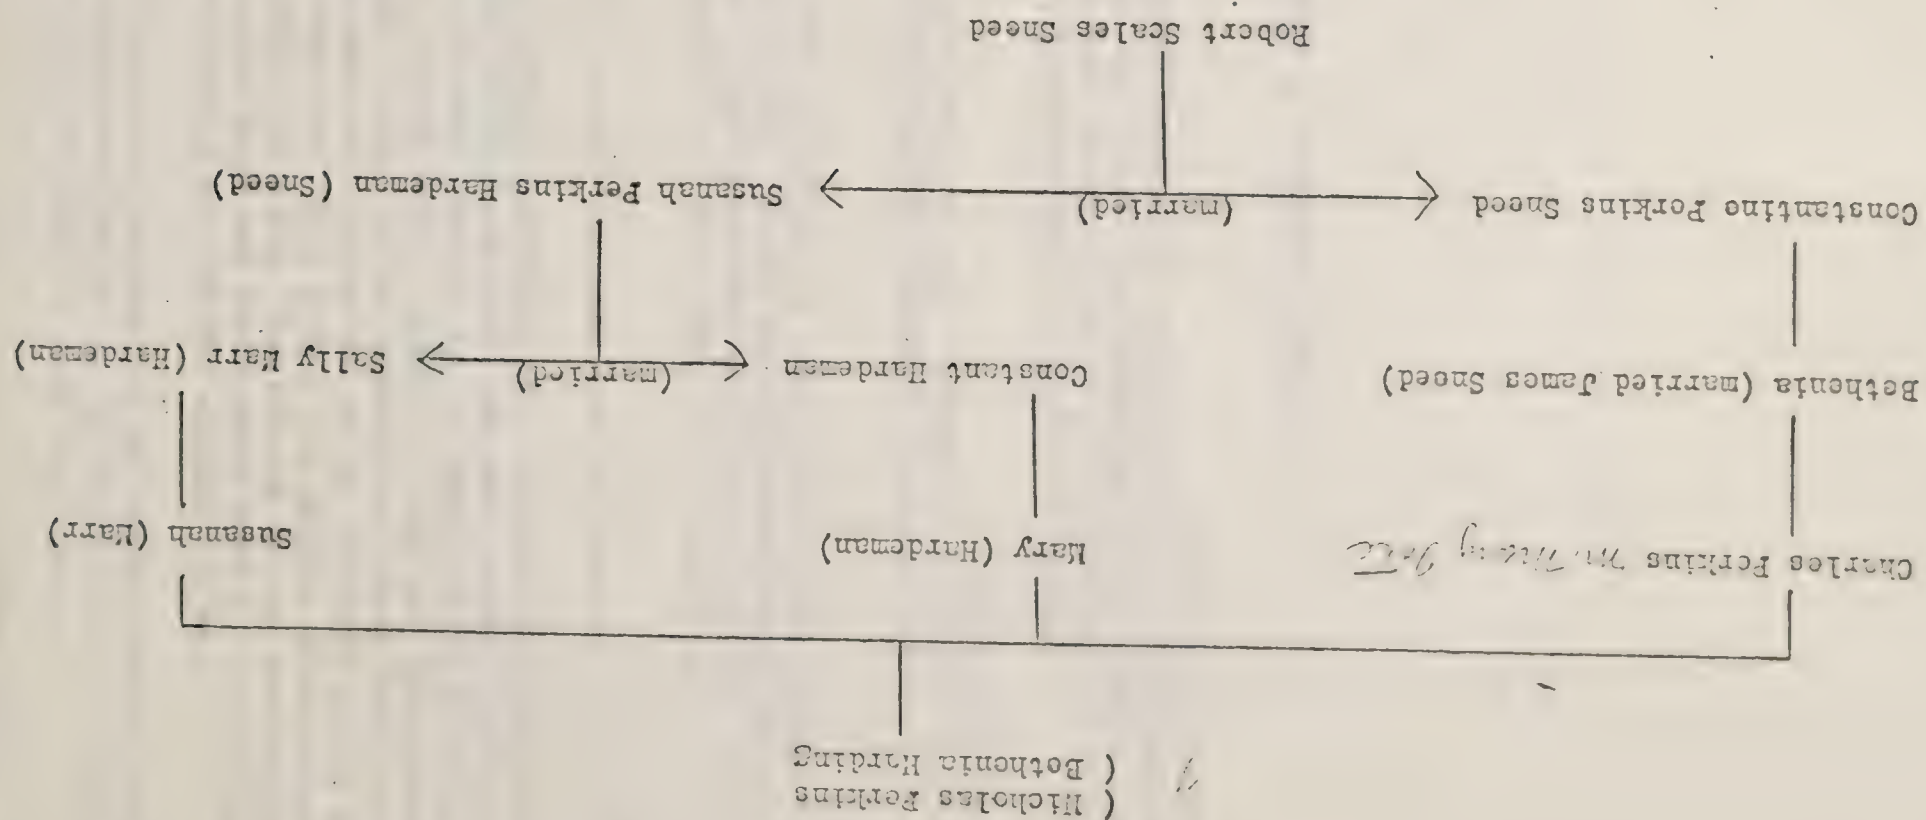 ( Nicholas Perkins
( Bethenia Harding
Charles Perkins
Mary (Hardeman)
Susanah (Marr)
Bethenia (married James Sneed)
Constant Hardeman
(married)
Sally Marr (Hardeman)
Constantine Perkins Sneed
(married)
Susanah Perkins Hardeman (Sneed)
Robert Scales Sneed